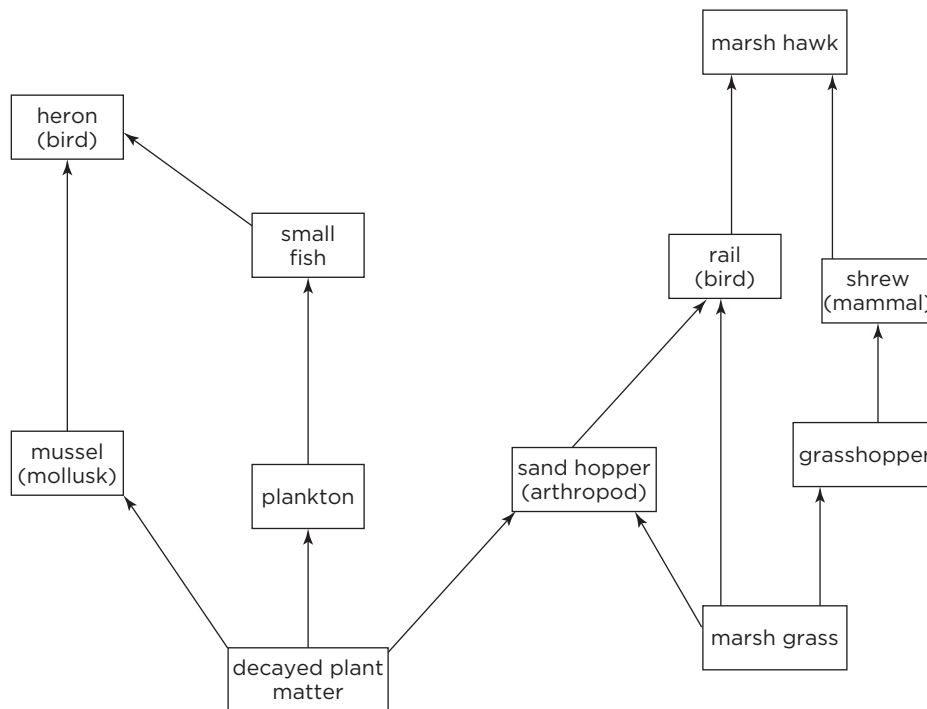 marsh hawk
heron
(bird)
small
fish
rail
(bird)
shrew
(mammal)
mussel
(mollusk)
plankton
sand hopper
(arthropod)
grasshopper
decayed plant
matter
marsh grass